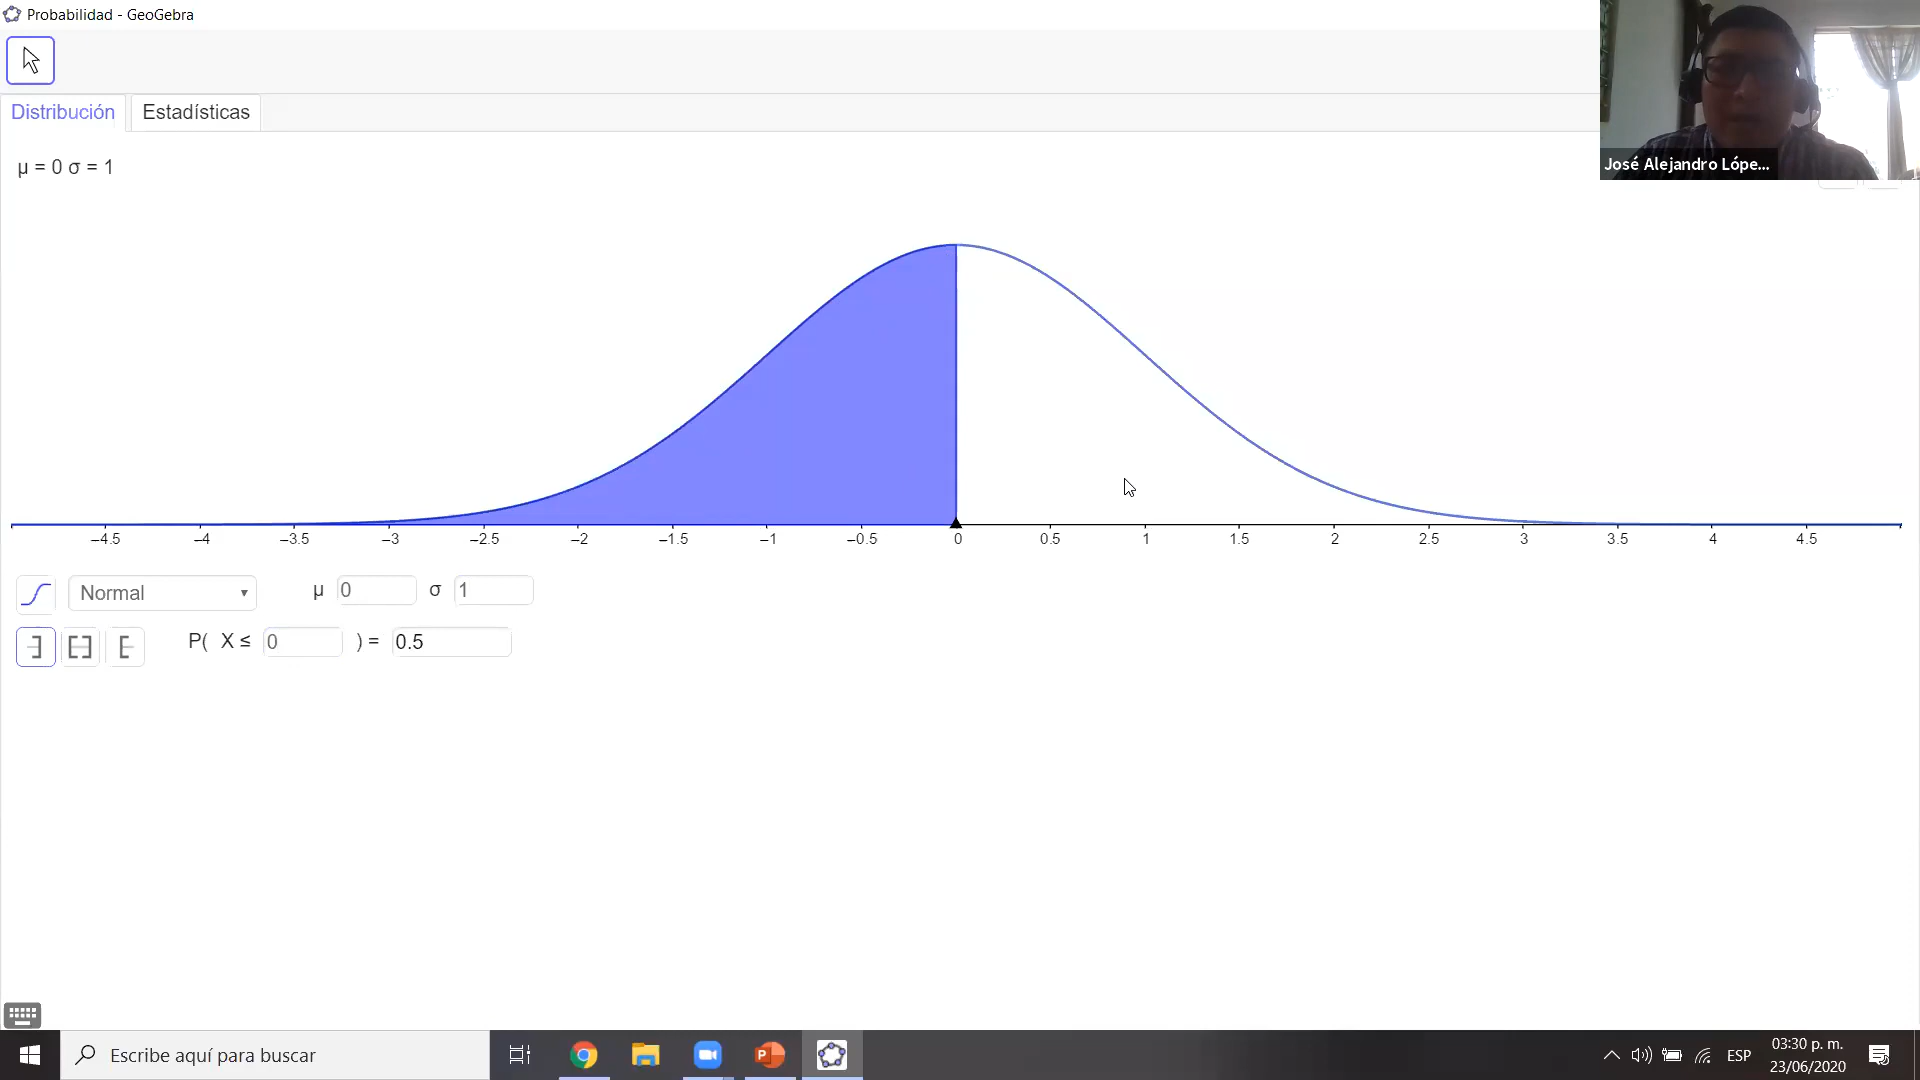 Probabilidad - GeoGebra
Distribución Estadísticas
μ = 0 σ = 1
José Alejandro Lópe...
–4.5 –4 –3.5 –3 –2.5 –2 –1.5 –1 –0.5 0 0.5 1 1.5 2 2.5 3 3.5 4 4.5
Normal μ 0 σ 1
P( X ≤ 0 ) = 0.5
Escribe aquí para buscar
P
ESP
03:30 p. m.
23/06/2020